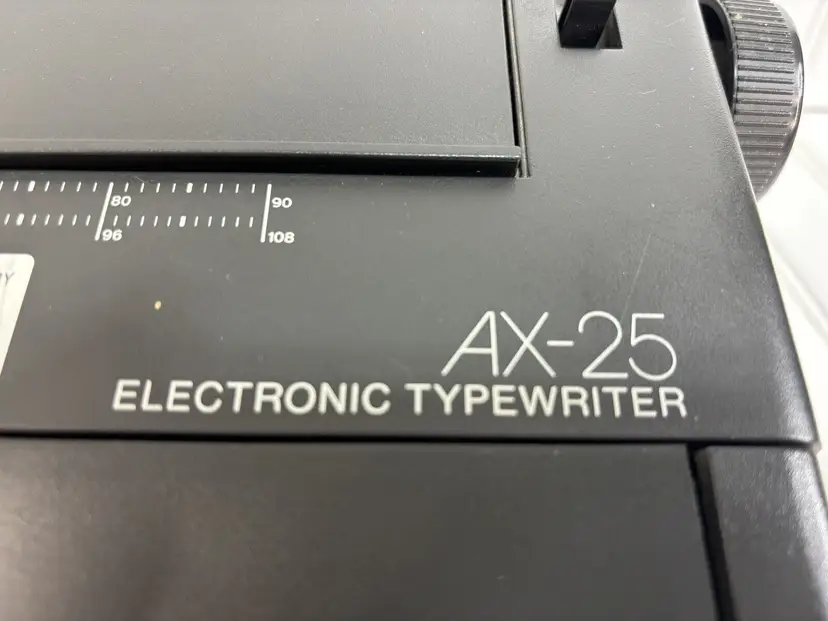 80 90
96 108
AX-25
ELECTRONIC TYPEWRITER